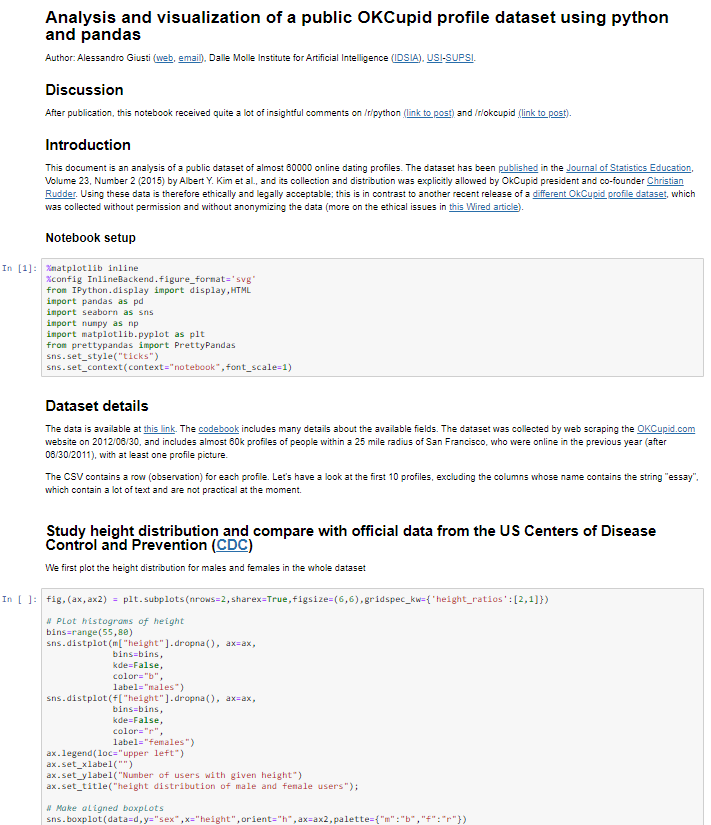 Analysis and visualization of a public OKCupid profile dataset using python
and pandas
Author: Alessandro Giusti (web, email), Dalle Molle Institute for Artificial Intelligence (IDSIA), USI-SUPSI.
Discussion
After publication, this notebook received quite a lot of insightful comments on /r/python (link to post) and /r/okcupid (link to post).
Introduction
This document is an analysis of a public dataset of almost 60000 online dating profiles. The dataset has been published in the Journal of Statistics Education,
Volume 23, Number 2 (2015) by Albert Y. Kim et al., and its collection and distribution was explicitly allowed by OkCupid president and co-founder Christian
Rudder. Using these data is therefore ethically and legally acceptable; this is in contrast to another recent release of a different OkCupid profile dataset, which
was collected without permission and without anonymizing the data (more on the ethical issues in this Wired article).
Notebook setup
In [1]: %matplotlib inline
%config InlineBackend.figure_format='svg'
from IPython.display import display,HTML
import pandas as pd
import seaborn as sns
import numpy as np
import matplotlib.pyplot as plt
from prettypandas import PrettyPandas
sns.set_style("ticks")
sns.set_context(context="notebook",font_scale=1)
Dataset details
The data is available at this link. The codebook includes many details about the available fields. The dataset was collected by web scraping the OKCupid.com
website on 2012/06/30, and includes almost 60k profiles of people within a 25 mile radius of San Francisco, who were online in the previous year (after
06/30/2011), with at least one profile picture.
The CSV contains a row (observation) for each profile. Let's have a look at the first 10 profiles, excluding the columns whose name contains the string "essay",
which contain a lot of text and are not practical at the moment.
Study height distribution and compare with official data from the US Centers of Disease
Control and Prevention (CDC)
We first plot the height distribution for males and females in the whole dataset
In [ ]: fig,(ax,ax2) = plt.subplots(nrows=2,sharex=True,figsize=(6,6),gridspec_kw={'height_ratios':[2,1]})
# Plot histograms of height
bins=range(55,80)
sns.distplot(m["height"].dropna(), ax=ax,
bins=bins,
kde=False,
color="b",
label="males")
sns.distplot(f["height"].dropna(), ax=ax,
bins=bins,
kde=False,
color="r",
label="females")
ax.legend(loc="upper left")
ax.set_xlabel("")
ax.set_ylabel("Number of users with given height")
ax.set_title("height distribution of male and female users");
# Make aligned boxplots
sns.boxplot(data=d,y="sex",x="height",orient="h",ax=ax2,palette={"m":"b","f":"r"})